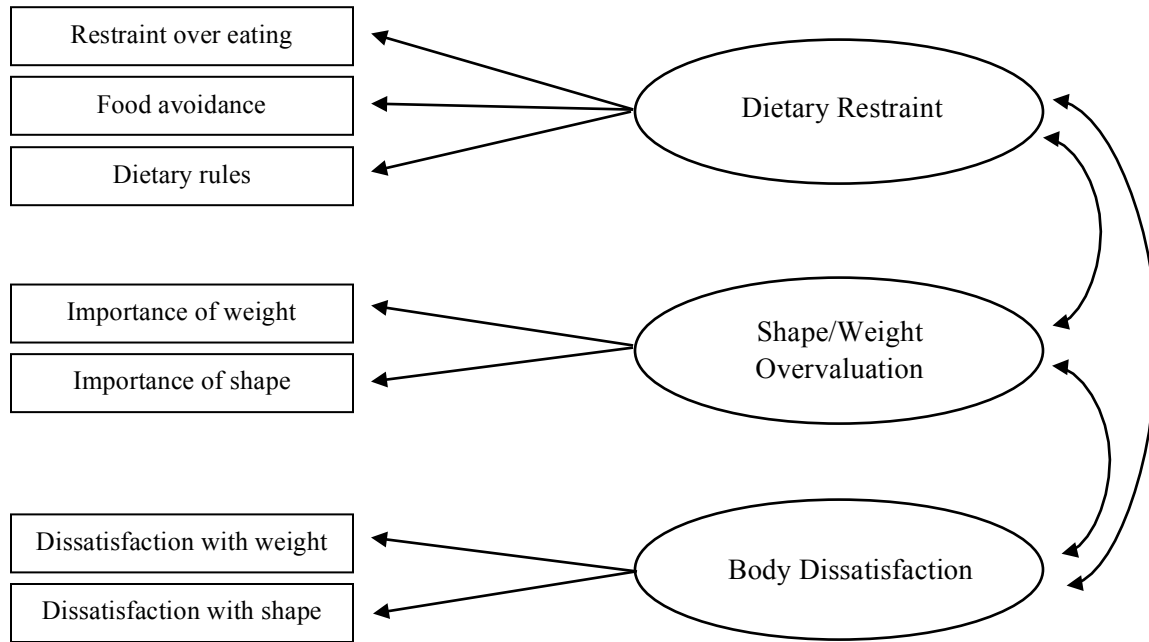 Restraint over eating
Food avoidance
Dietary rules
Dietary Restraint
Importance of weight
Importance of shape
Shape/Weight
Overvaluation
Dissatisfaction with weight
Dissatisfaction with shape
Body Dissatisfaction